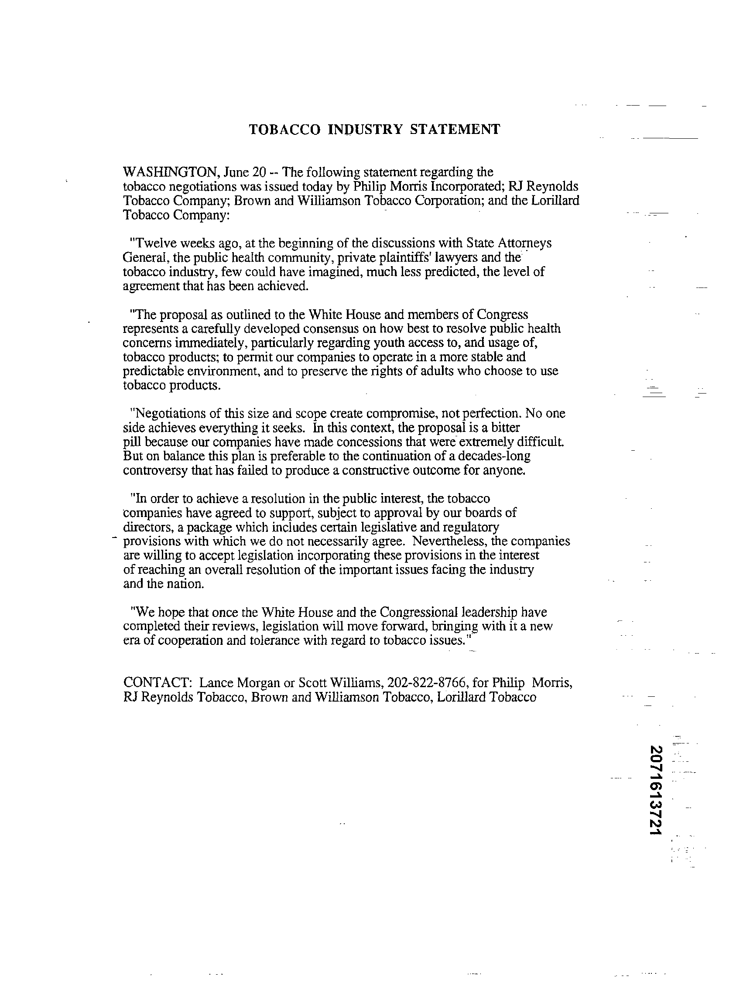 TOBACCO INDUSTRY STATEMENT
WASHINGTON, June 20 -- The following statement regarding the
tobacco negotiations was issued today by Philip Morris Incorporated; RJ Reynolds
Tobacco Company; Brown and Williamson Tobacco Corporation; and the Lorillard
Tobacco Company:
"Twelve weeks ago, at the beginning of the discussions with State Attorneys
General, the public health community, private plaintiffs' lawyers and the
tobacco industry, few could have imagined, much less predicted, the level of
agreement that has been achieved.
"The proposal as outlined to the White House and members of Congress
represents a carefully developed consensus on how best to resolve public health
concerns immediately, particularly regarding youth access to, and usage of,
tobacco products; to permit our companies to operate in a more stable and
predictable environment, and to preserve the rights of adults who choose to use
tobacco products.
"Negotiations of this size and scope create compromise, not perfection. No one
side achieves everything it seeks. In this context, the proposal is a bitter
pill because our companies have made concessions that were extremely difficult.
But on balance this plan is preferable to the continuation of a decades-long
controversy that has failed to produce a constructive outcome for anyone.
"In order to achieve a resolution in the public interest, the tobacco
companies have agreed to support, subject to approval by our boards of
directors, a package which includes certain legislative and regulatory
provisions with which we do not necessarily agree. Nevertheless, the companies
are willing to accept legislation incorporating these provisions in the interest
of reaching an overall resolution of the important issues facing the industry
and the nation.
"We hope that once the White House and the Congressional leadership have
completed their reviews, legislation will move forward, bringing with it a new
era of cooperation and tolerance with regard to tobacco issues."
CONTACT: Lance Morgan or Scott Williams, 202-822-8766, for Philip Morris,
RJ Reynolds Tobacco, Brown and Williamson Tobacco, Lorillard Tobacco
2071613721